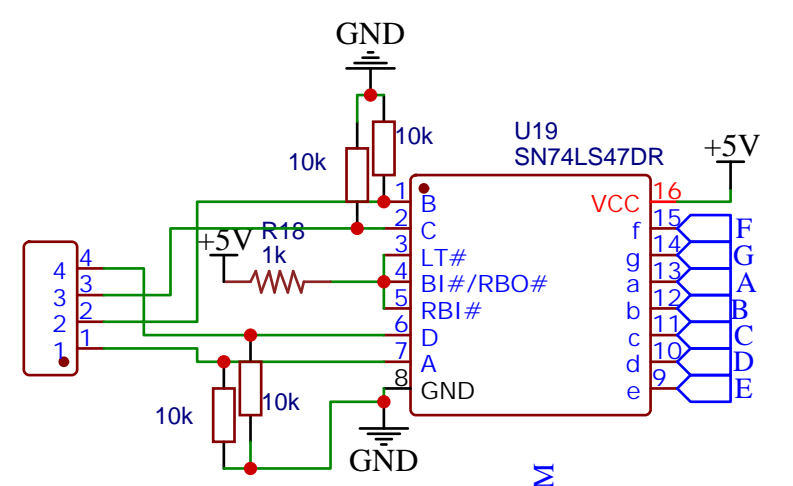 GND
10k
10k
U19
SN74LS47DR
+5V
1
B
2
C
3
LT#
4
BI#/RBO#
5
RBI#
6
D
7
A
8
GND
VCC
16
f
15
F
g
14
G
a
13
A
b
12
B
c
11
C
d
10
D
e
9
E
+5V
R18
1k
4
4
3
3
2
2
1
1
10k
10k
GND
M